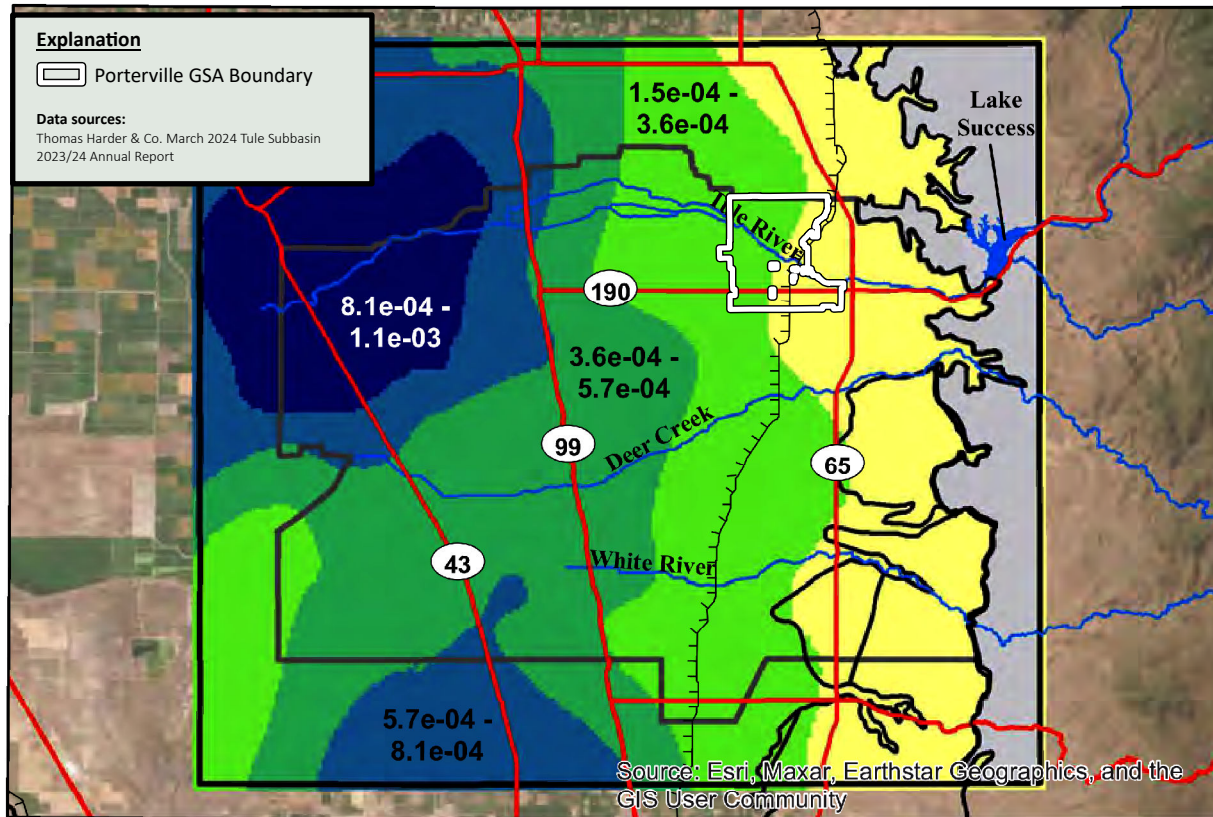 Explanation
Porterville GSA Boundary
Data sources:
Thomas Harder & Co. March 2024 Tule Subbasin
2023/24 Annual Report
1.5e-04 -
3.6e-04
Lake
Success
Tule River
190
8.1e-04 -
1.1e-03
3.6e-04 -
5.7e-04
99
Deer Creek
65
43
White River
5.7e-04 -
8.1e-04
Source: Esri, Maxar, Earthstar Geographics, and the
GIS User Community